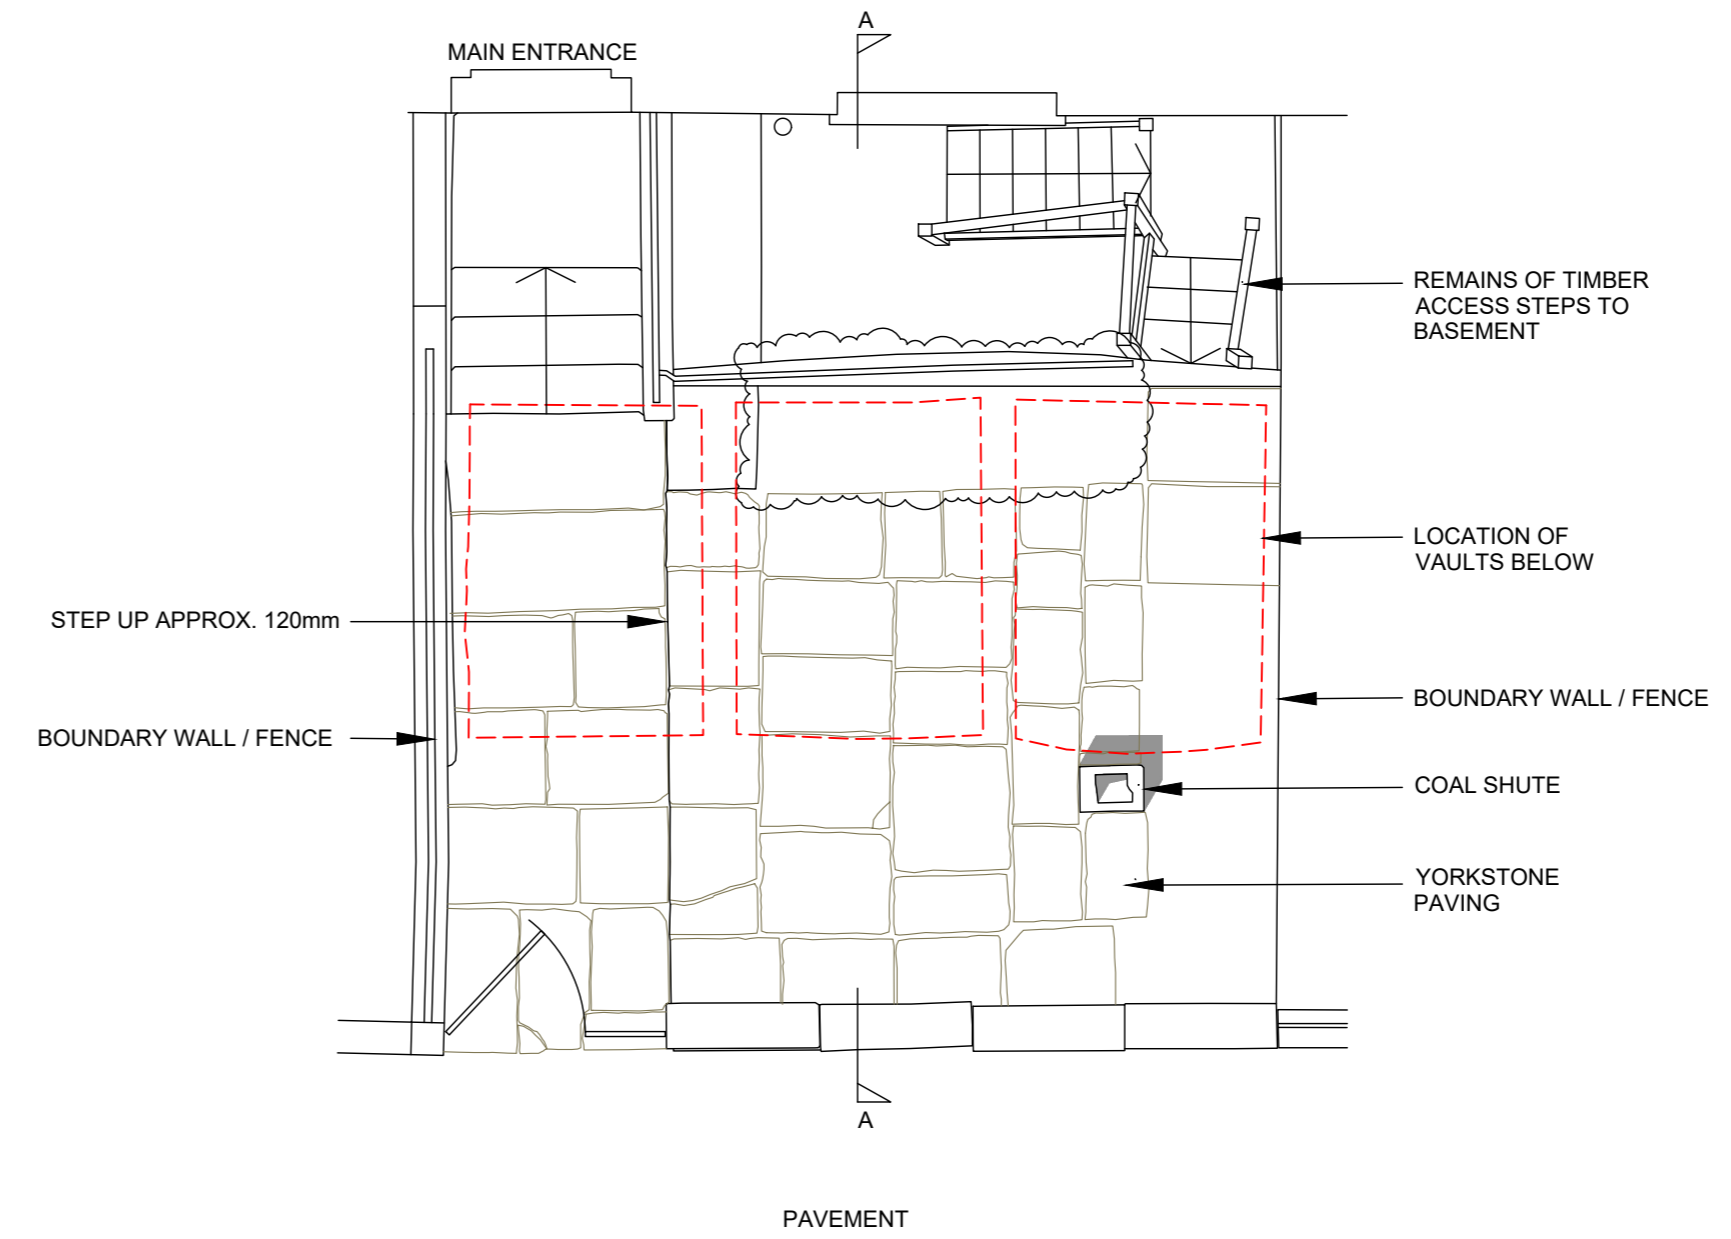 A
MAIN ENTRANCE
REMAINS OF TIMBER
ACCESS STEPS TO
BASEMENT
LOCATION OF
VAULTS BELOW
STEP UP APPROX. 120mm
BOUNDARY WALL / FENCE
BOUNDARY WALL / FENCE
COAL SHUTE
YORKSTONE
PAVING
A
PAVEMENT